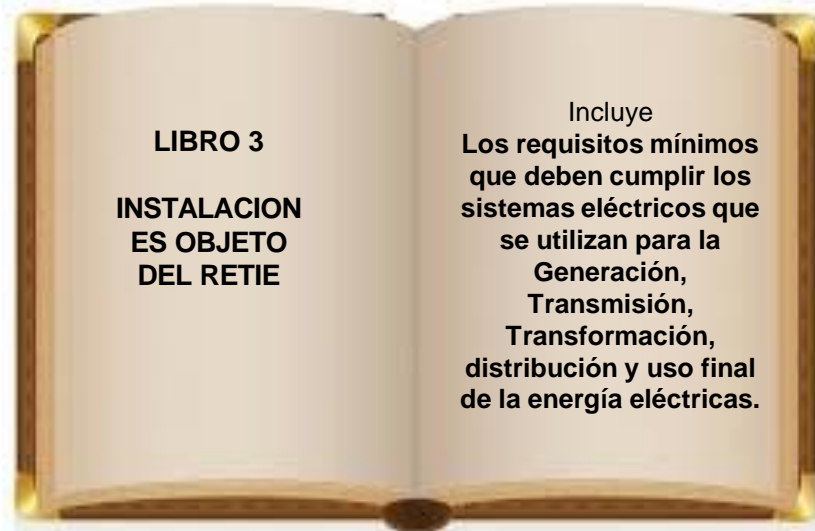 LIBRO 3
INSTALACION
ES OBJETO
DEL RETIE
Incluye
Los requisitos mínimos
que deben cumplir los
sistemas eléctricos que
se utilizan para la
Generación,
Transmisión,
Transformación,
distribución y uso final
de la energía eléctricas.